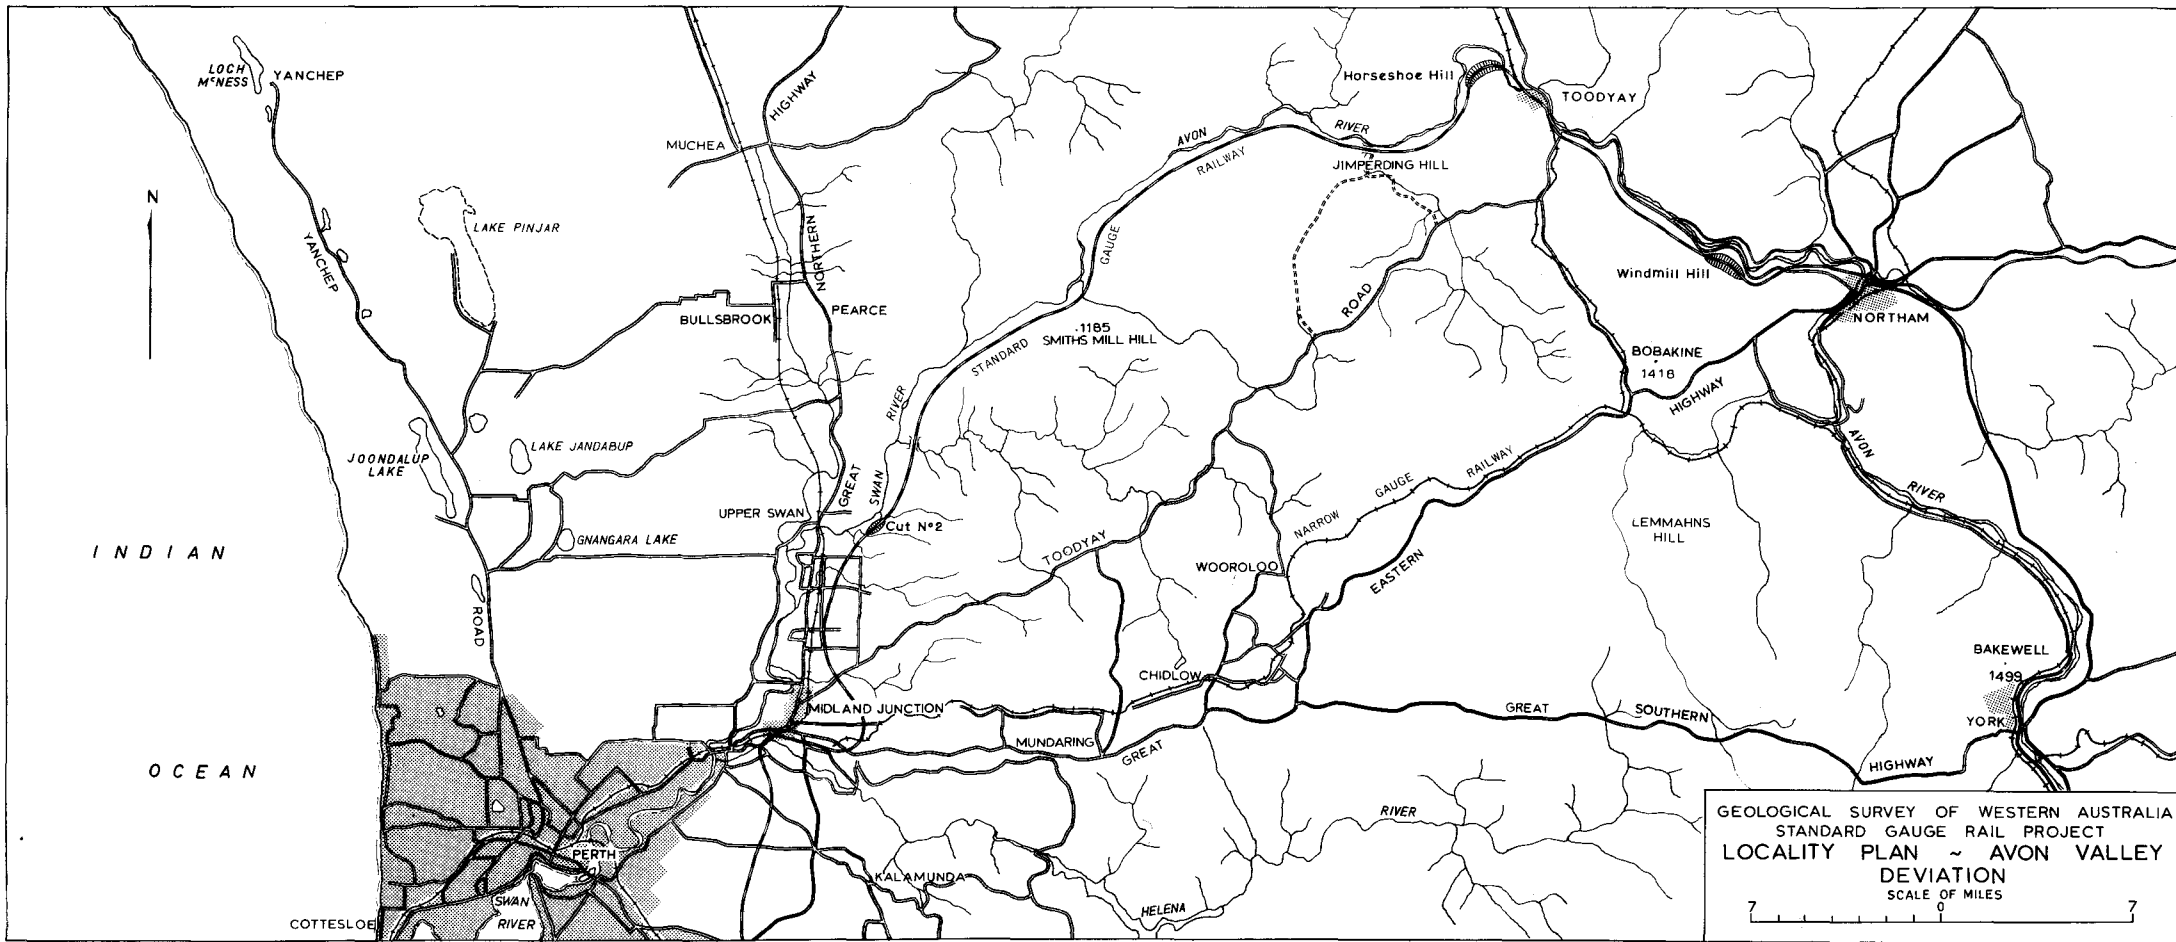 LOCH
McNESS
YANCHEP
HIGHWAY
MUCHEA
N
LAKE PINJAR
YANCHEP
NORTHERN
BULLSBROOK
PEARCE
JOONDALUP
LAKE
LAKE JANDABUP
GREAT
UPPER SWAN
GNANGARA LAKE
ROAD
INDIAN
OCEAN
Horseshoe Hill
TOODYAY
AVON
RIVER
RAILWAY
JIMPERDING HILL
GAUGE
STANDARD
.1185
SMITHS MILL HILL
ROAD
Windmill Hill
NORTHAM
BOBAKINE
1416
HIGHWAY
RIVER
SWAN
Cut Nº2
AVON
RIVER
RAILWAY
GAUGE
NARROW
LEMMAHNS
HILL
TOODYAY
WOOROLOO
EASTERN
BAKEWELL
1499
YORK
CHIDLOW
MIDLAND JUNCTION
MUNDARING
GREAT
GREAT
SOUTHERN
HIGHWAY
RIVER
HELENA
KALAMUNDA
PERTH
SWAN
RIVER
COTTESLOE
GEOLOGICAL SURVEY OF WESTERN AUSTRALIA
STANDARD GAUGE RAIL PROJECT
LOCALITY PLAN ~ AVON VALLEY
DEVIATION
SCALE OF MILES
7 0 7